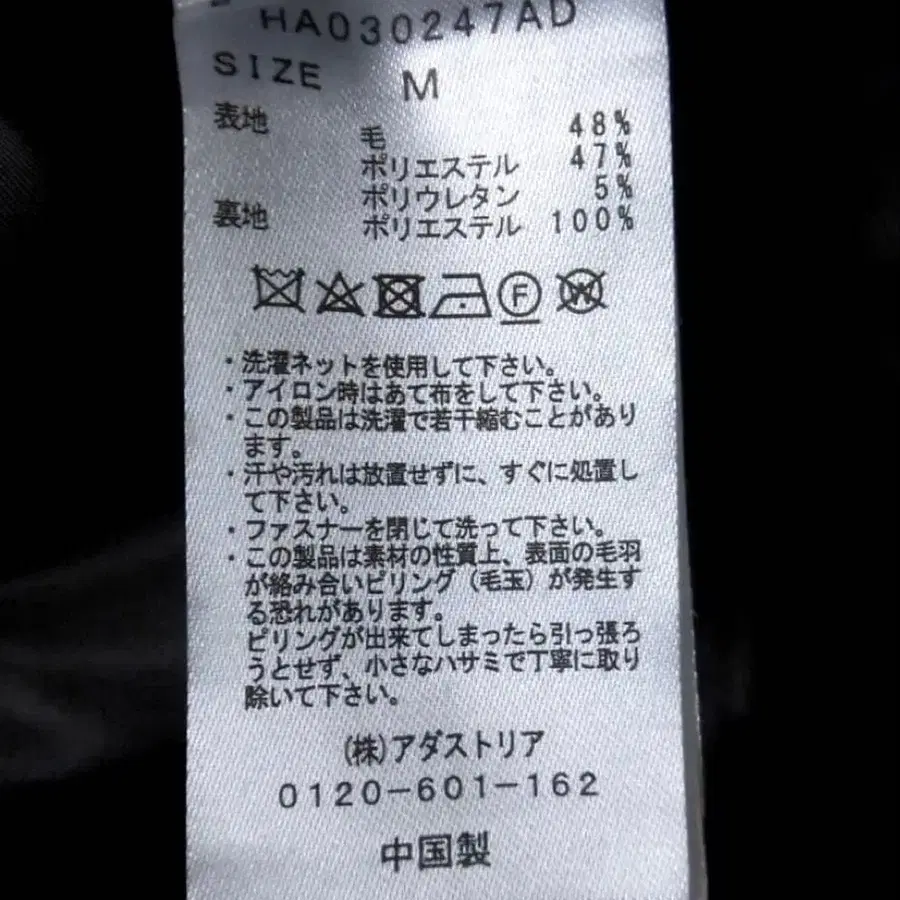 HA030247AD
SIZE M
表地 毛 48%
ポリエステル 47%
ポリウレタン 5%
裏地 ポリエステル 100%
F W
・洗濯ネットを使用して下さい。
・アイロン時はあて布をして下さい。
・この製品は洗濯で若干縮むことがあり
ます。
・汗や汚れは放置せずに、すぐに処置し
て下さい。
・ファスナーを閉じて洗って下さい。
・この製品は素材の性質上、表面の毛羽
が絡み合いピリング（毛玉）が発生す
る恐れがあります。
ピリングが出来てしまったら引っ張ろ
うとせず、小さなハサミで丁寧に取り
除いて下さい。
(株)アダストリア
0120-601-162
中国製